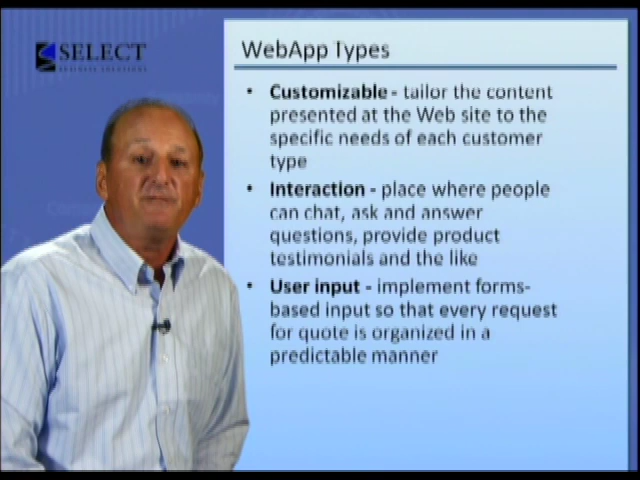 SELECT
BUSINESS SOLUTIONS
WebApp Types
• Customizable - tailor the content
presented at the Web site to the
specific needs of each customer
type
• Interaction - place where people
can chat, ask and answer
questions, provide product
testimonials and the like
• User input - implement forms-
based input so that every request
for quote is organized in a
predictable manner